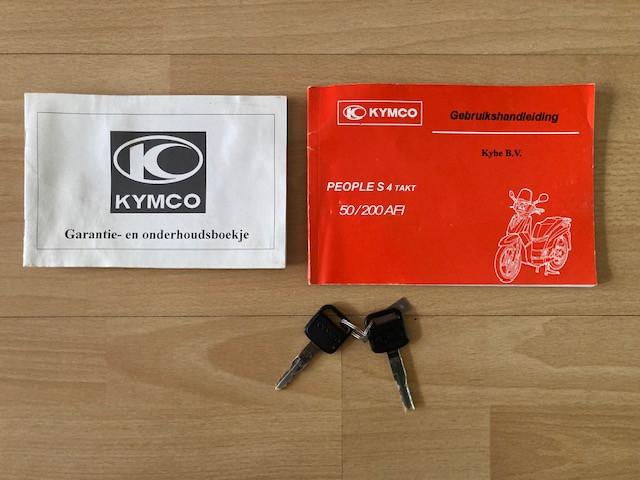 KYMCO
Garantie- en onderhoudsboekje
KYMCO
Gebruikshandleiding
Kybe B.V.
PEOPLE S 4 TAKT
50/200 AFI